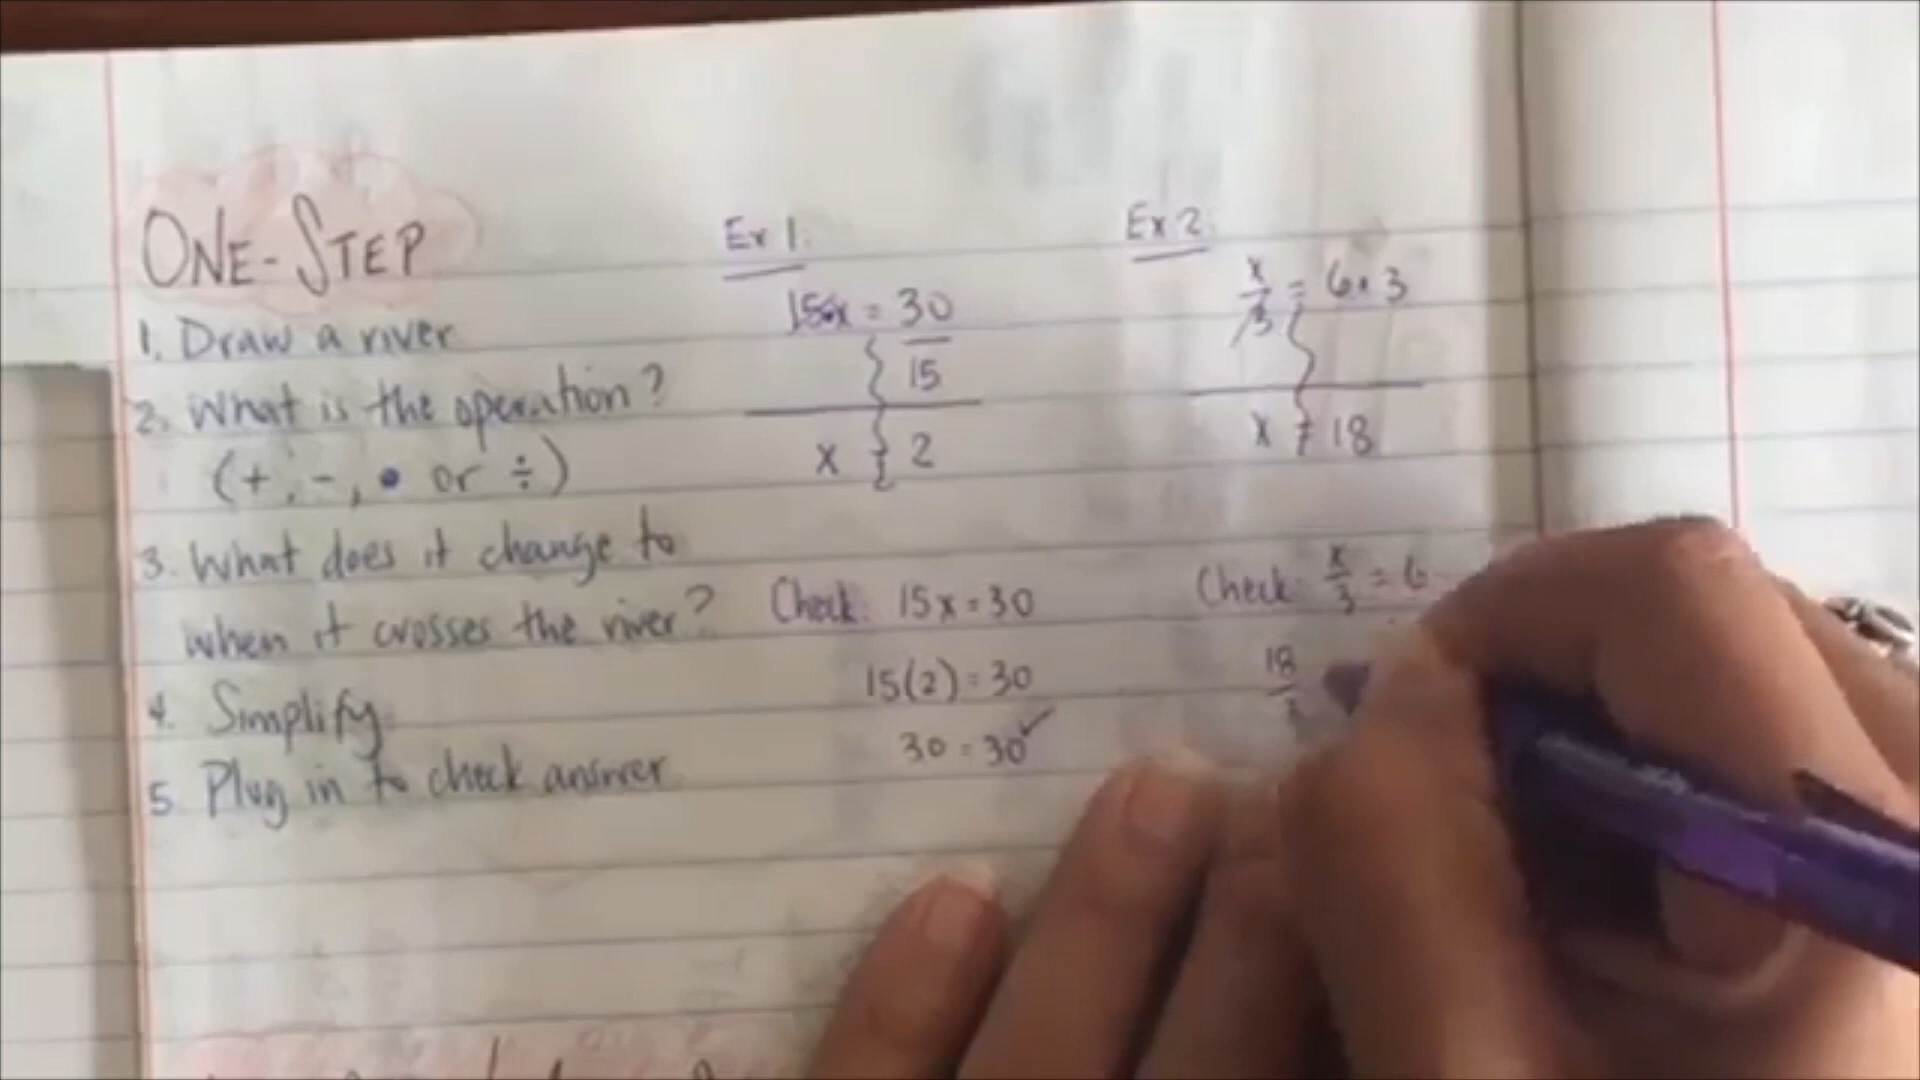 ONE-STEP
1. Draw a river
2. What is the operation?
(+, -, • or ÷)
3. What does it change to
when it crosses the river?
4. Simplify
5. Plug in to check answer
Ex 1:
15•x = 30
15
x = 2
Check: 15x = 30
15(2) = 30
30 = 30 ✓
Ex 2:
x/3 = 6 • 3
x = 18
Check: x/3 = 6
18